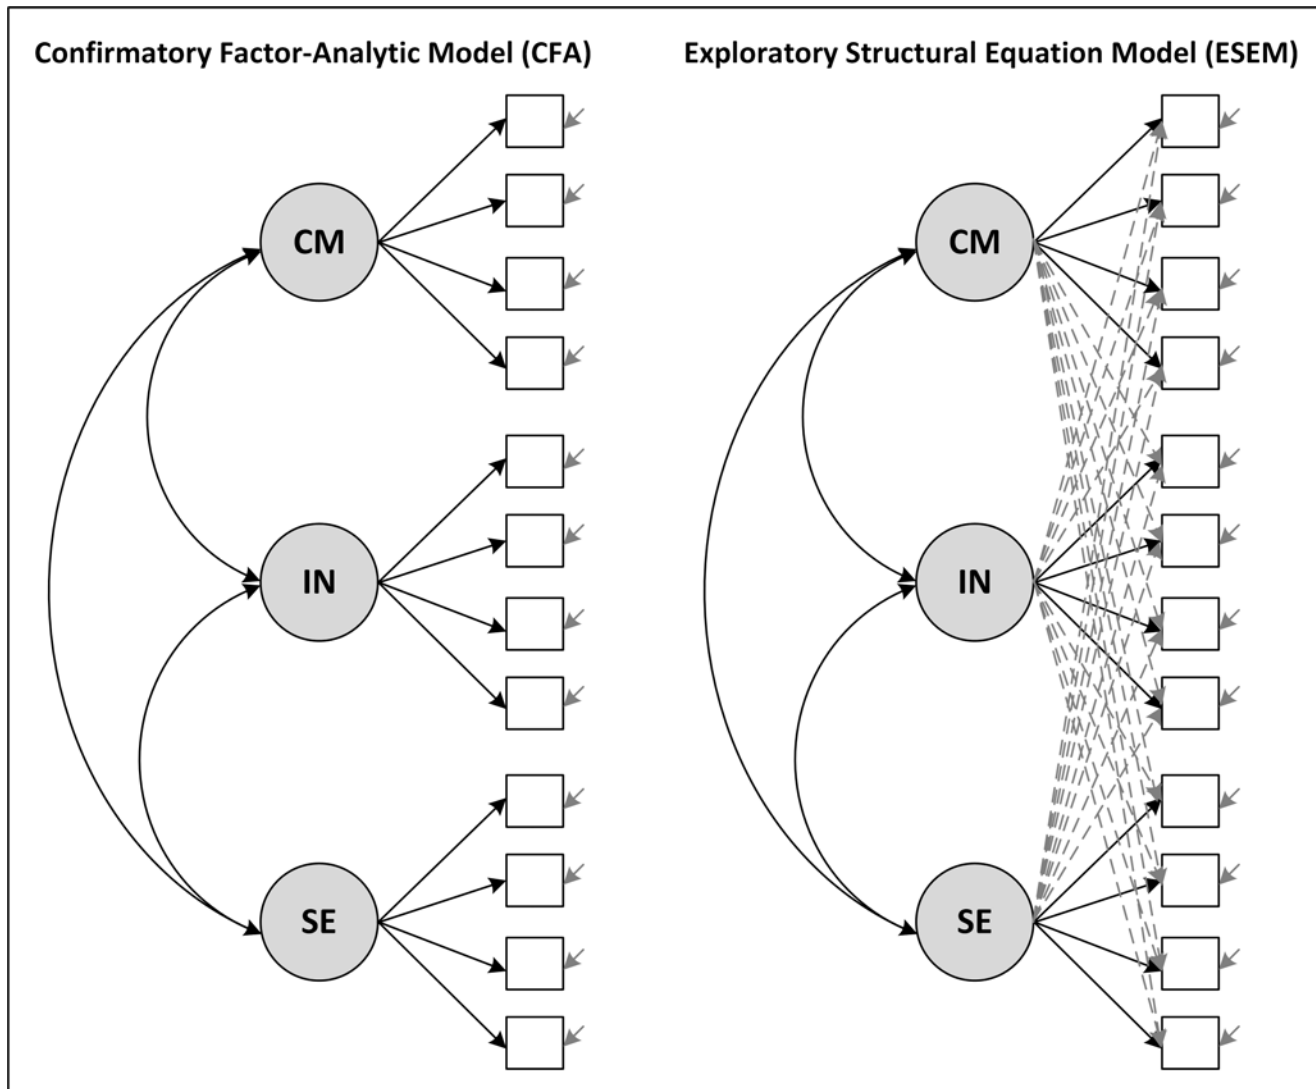 Confirmatory Factor-Analytic Model (CFA)
CM
IN
SE
Exploratory Structural Equation Model (ESEM)
CM
IN
SE